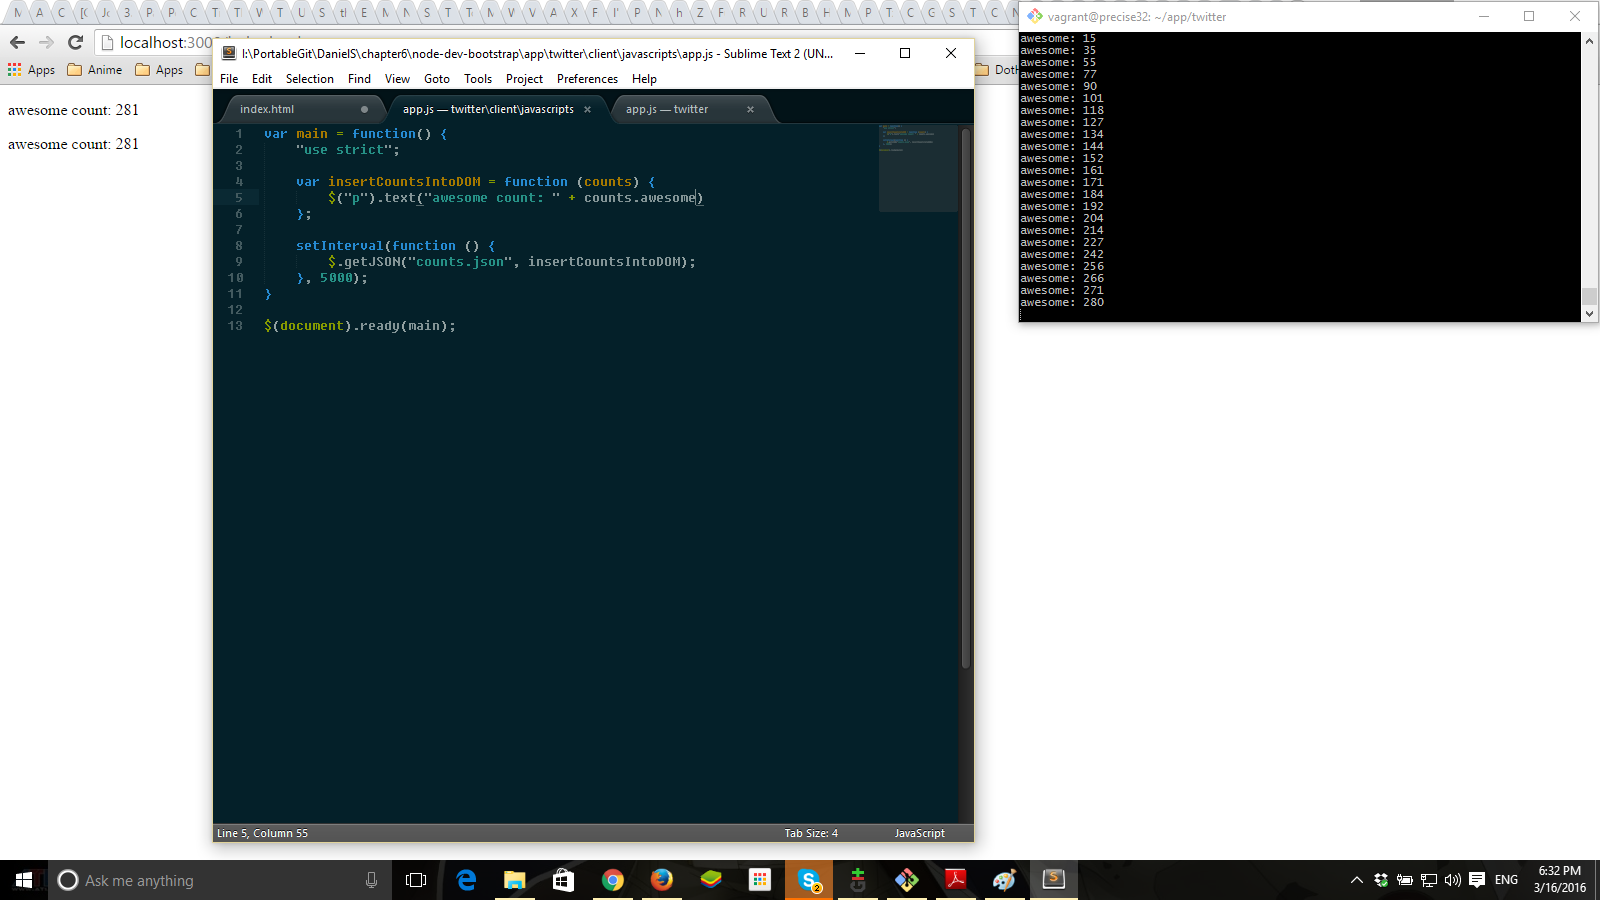 vagrant@precise32: ~/app/twitter
localhost:300
Apps
Anime
Apps
awesome count: 281
awesome count: 281
I:\PortableGit\DanielS\chapter6\node-dev-bootstrap\app\twitter\client\javascripts\app.js - Sublime Text 2 (UN...
File Edit Selection Find View Goto Tools Project Preferences Help
index.html
app.js — twitter\client\javascripts
app.js — twitter
1 var main = function() {
2 "use strict";
3
4 var insertCountsIntoDOM = function (counts) {
5 $("p").text("awesome count: " + counts.awesome)
6 };
7
8 setInterval(function () {
9 $.getJSON("counts.json", insertCountsIntoDOM);
10 }, 5000);
11 }
12
13 $(document).ready(main);
Line 5, Column 55
Tab Size: 4
JavaScript
awesome: 15
awesome: 35
awesome: 55
awesome: 77
awesome: 90
awesome: 101
awesome: 118
awesome: 127
awesome: 134
awesome: 144
awesome: 152
awesome: 161
awesome: 171
awesome: 184
awesome: 192
awesome: 204
awesome: 214
awesome: 227
awesome: 242
awesome: 256
awesome: 266
awesome: 271
awesome: 280
Ask me anything
2
ENG
6:32 PM
3/16/2016